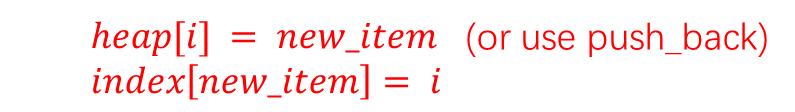 heap[i] = new_item (or use push_back)
index[new_item] = i